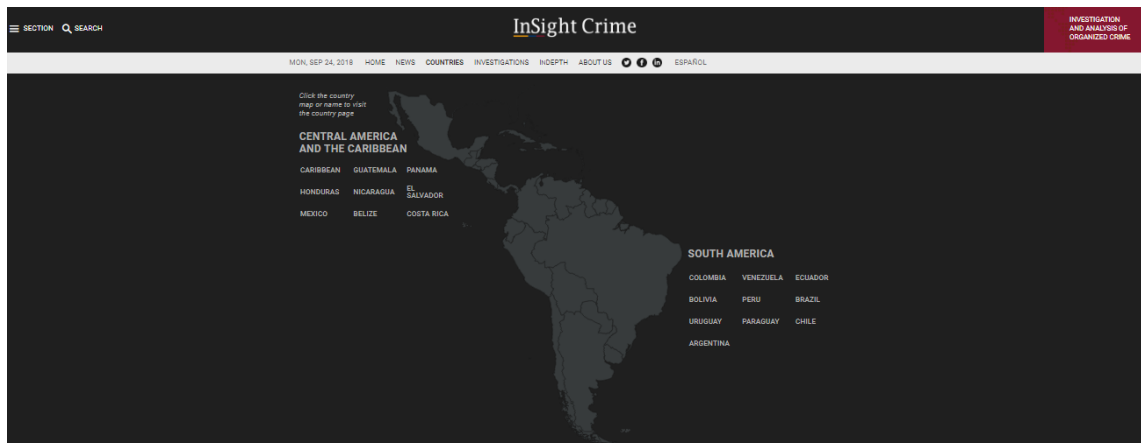 SECTION SEARCH
InSight Crime
INVESTIGATION
AND ANALYSIS OF
ORGANIZED CRIME
MON, SEP 24, 2018 HOME NEWS COUNTRIES INVESTIGATIONS INDEPTH ABOUT US ESPAÑOL
Click the country
map or name to visit
the country page
CENTRAL AMERICA
AND THE CARIBBEAN
CARIBBEAN GUATEMALA PANAMA
HONDURAS NICARAGUA EL SALVADOR
MEXICO BELIZE COSTA RICA
SOUTH AMERICA
COLOMBIA VENEZUELA ECUADOR
BOLIVIA PERU BRAZIL
URUGUAY PARAGUAY CHILE
ARGENTINA